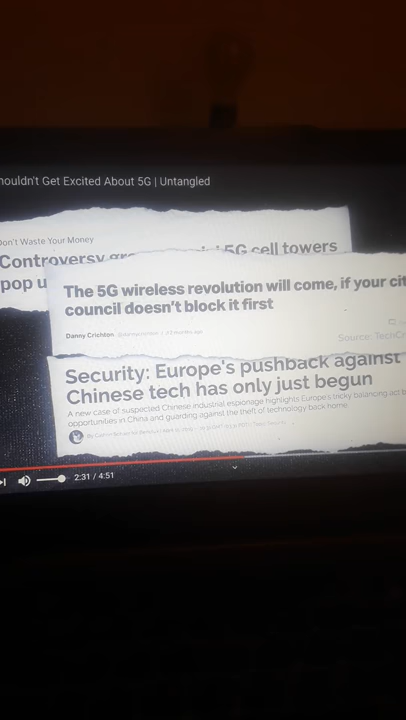 houldn't Get Excited About 5G | Untangled
Don't Waste Your Money
Controversy 5G cell towers
pop u
The 5G wireless revolution will come, if your cit
council doesn't block it first
Danny Crichton
Source: TechCr
Security: Europe's pushback against
Chinese tech has only just begun
A new case of suspected Chinese industrial espionage highlights Europe's tricky balancing act b
opportunities in China and guarding against the theft of technology back home
2:31 / 4:51